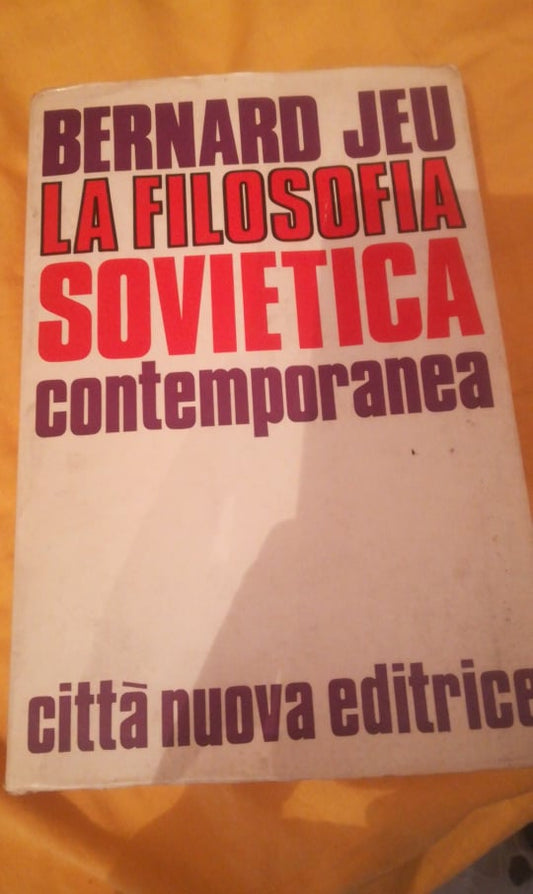 BERNARD JEU
LA FILOSOFIA
SOVIETICA
contemporanea
città nuova editrice